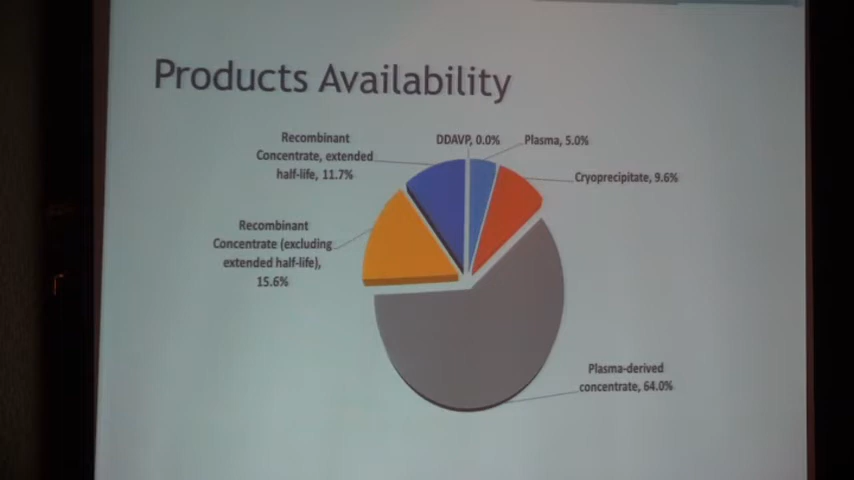 Products Availability
Recombinant
Concentrate, extended
half-life, 11.7%
DDAVP, 0.0%
Plasma, 5.0%
Cryoprecipitate, 9.6%
Recombinant
Concentrate (excluding
extended half-life),
15.6%
Plasma-derived
concentrate, 64.0%